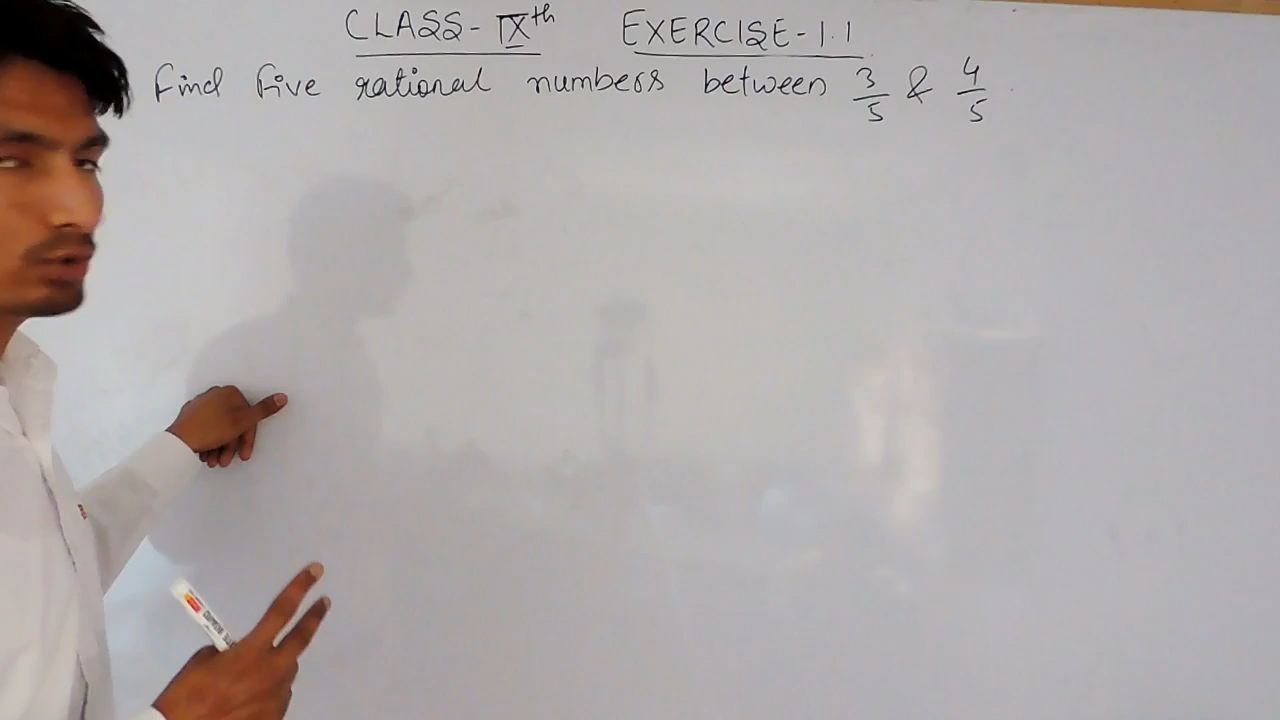 CLASS-IXth EXERCISE-1.1
Find Five rational numbers between 3/5 & 4/5